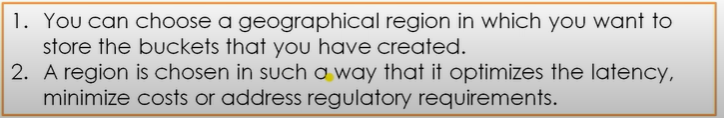 1. You can choose a geographical region in which you want to
store the buckets that you have created.
2. A region is chosen in such a way that it optimizes the latency,
minimize costs or address regulatory requirements.